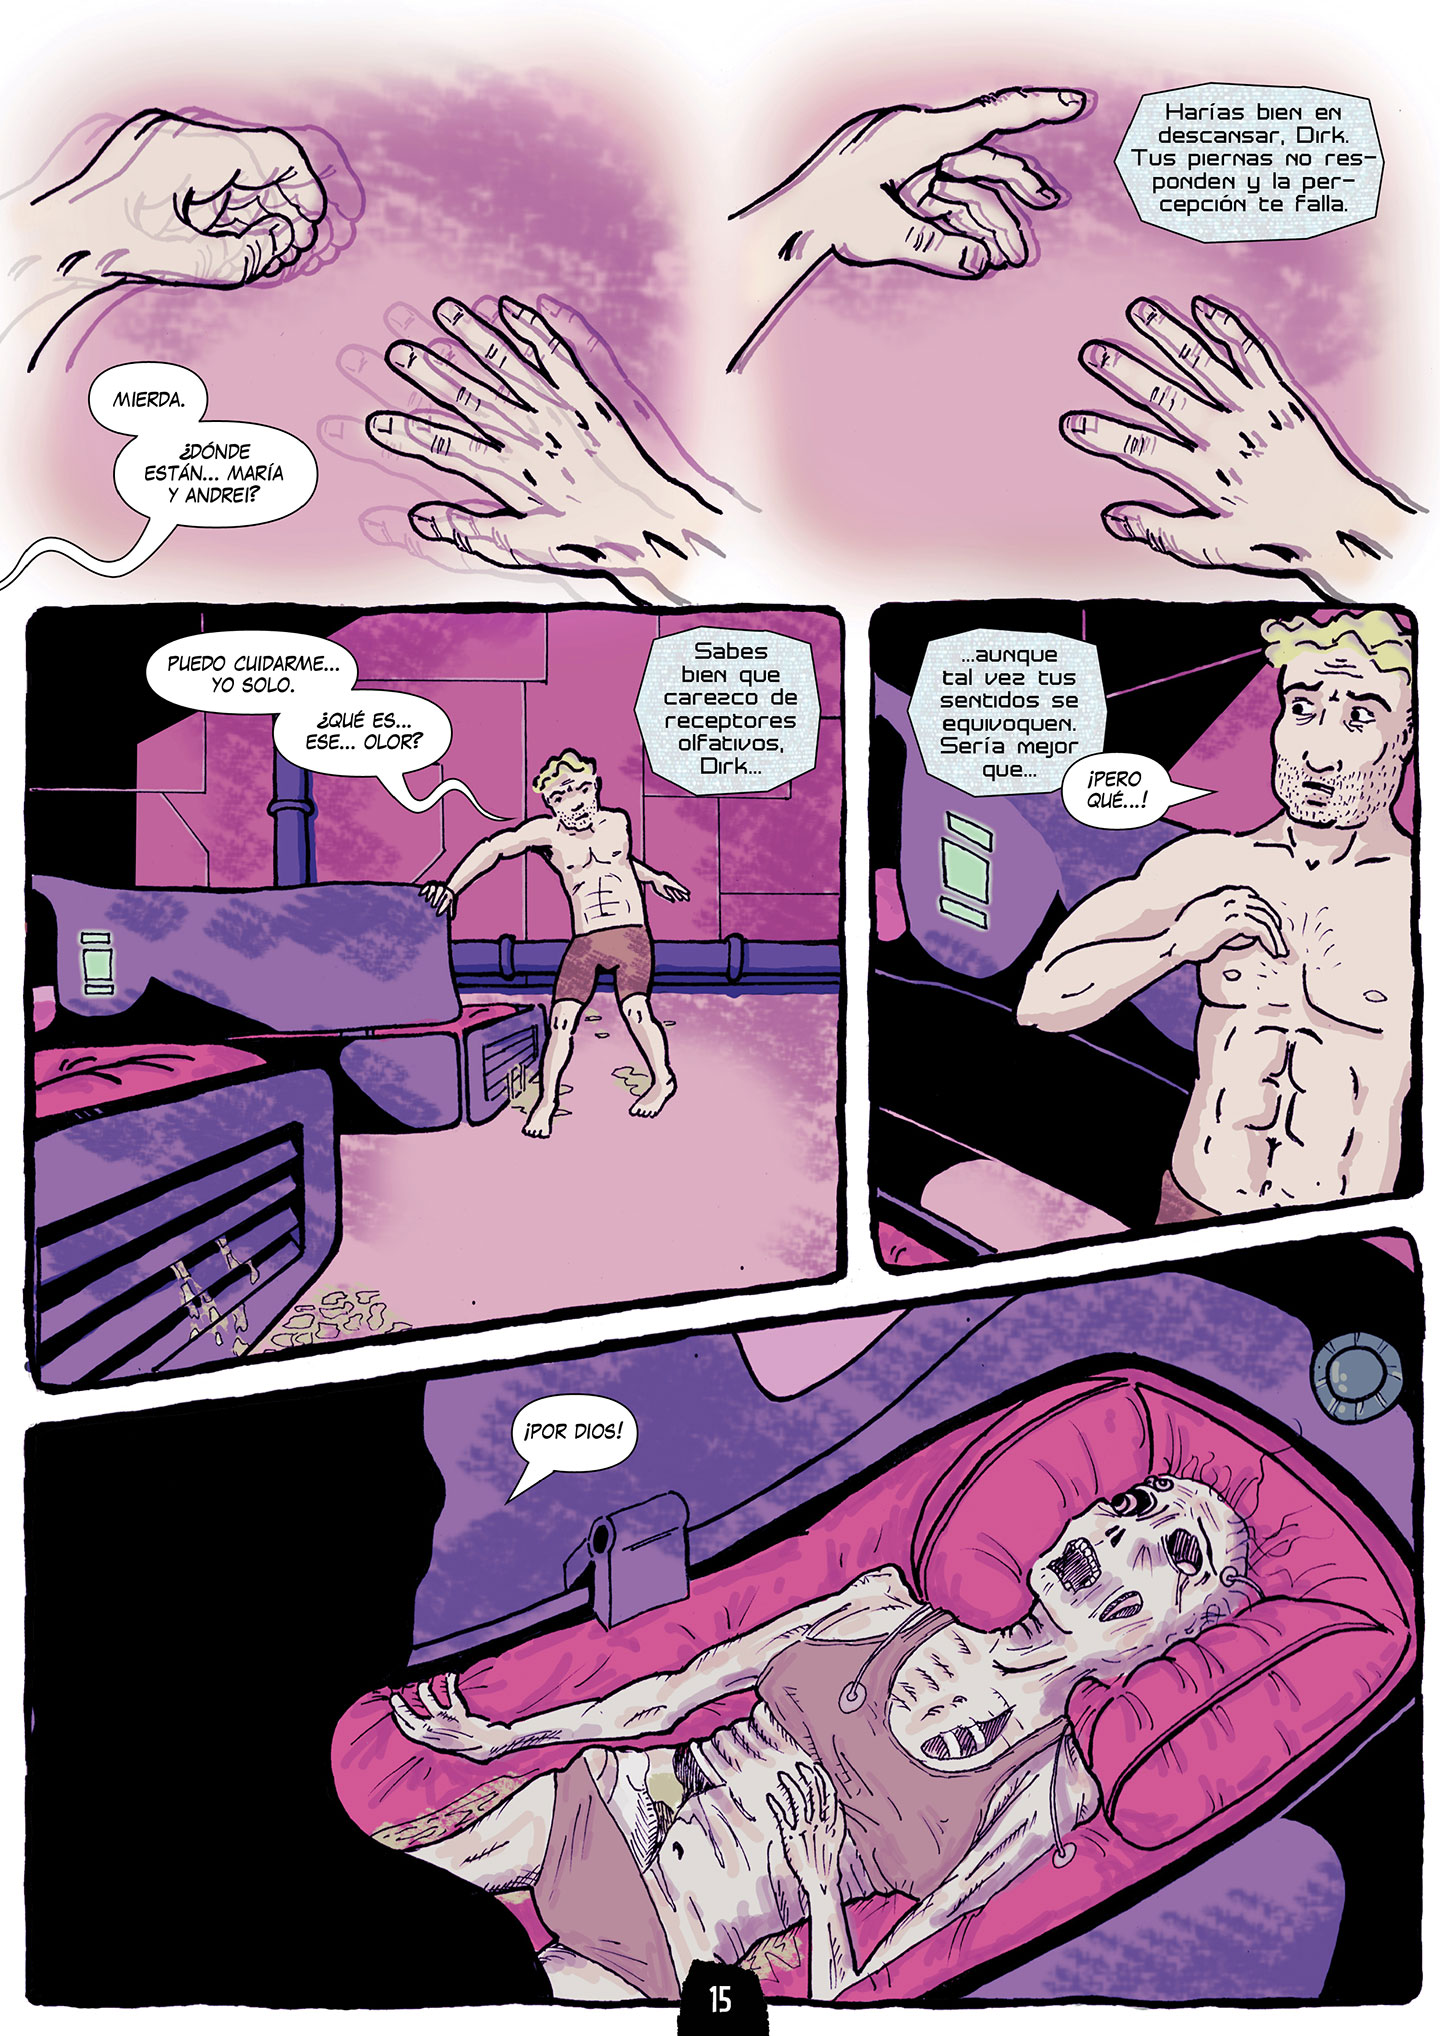 MIERDA.
¿DÓNDE
ESTÁN... MARÍA
Y ANDREI?
Harías bien en
descansar, Dirk.
Tus piernas no res-
ponden y la per-
cepción te falla.
PUEDO CUIDARME...
YO SOLO.
¿QUÉ ES...
ESE... OLOR?
Sabes
bien que
carezco de
receptores
olfativos,
Dirk...
...aunque
tal vez tus
sentidos se
equivoquen.
Sería mejor
que...
¡PERO
QUÉ...!
¡POR DIOS!
15